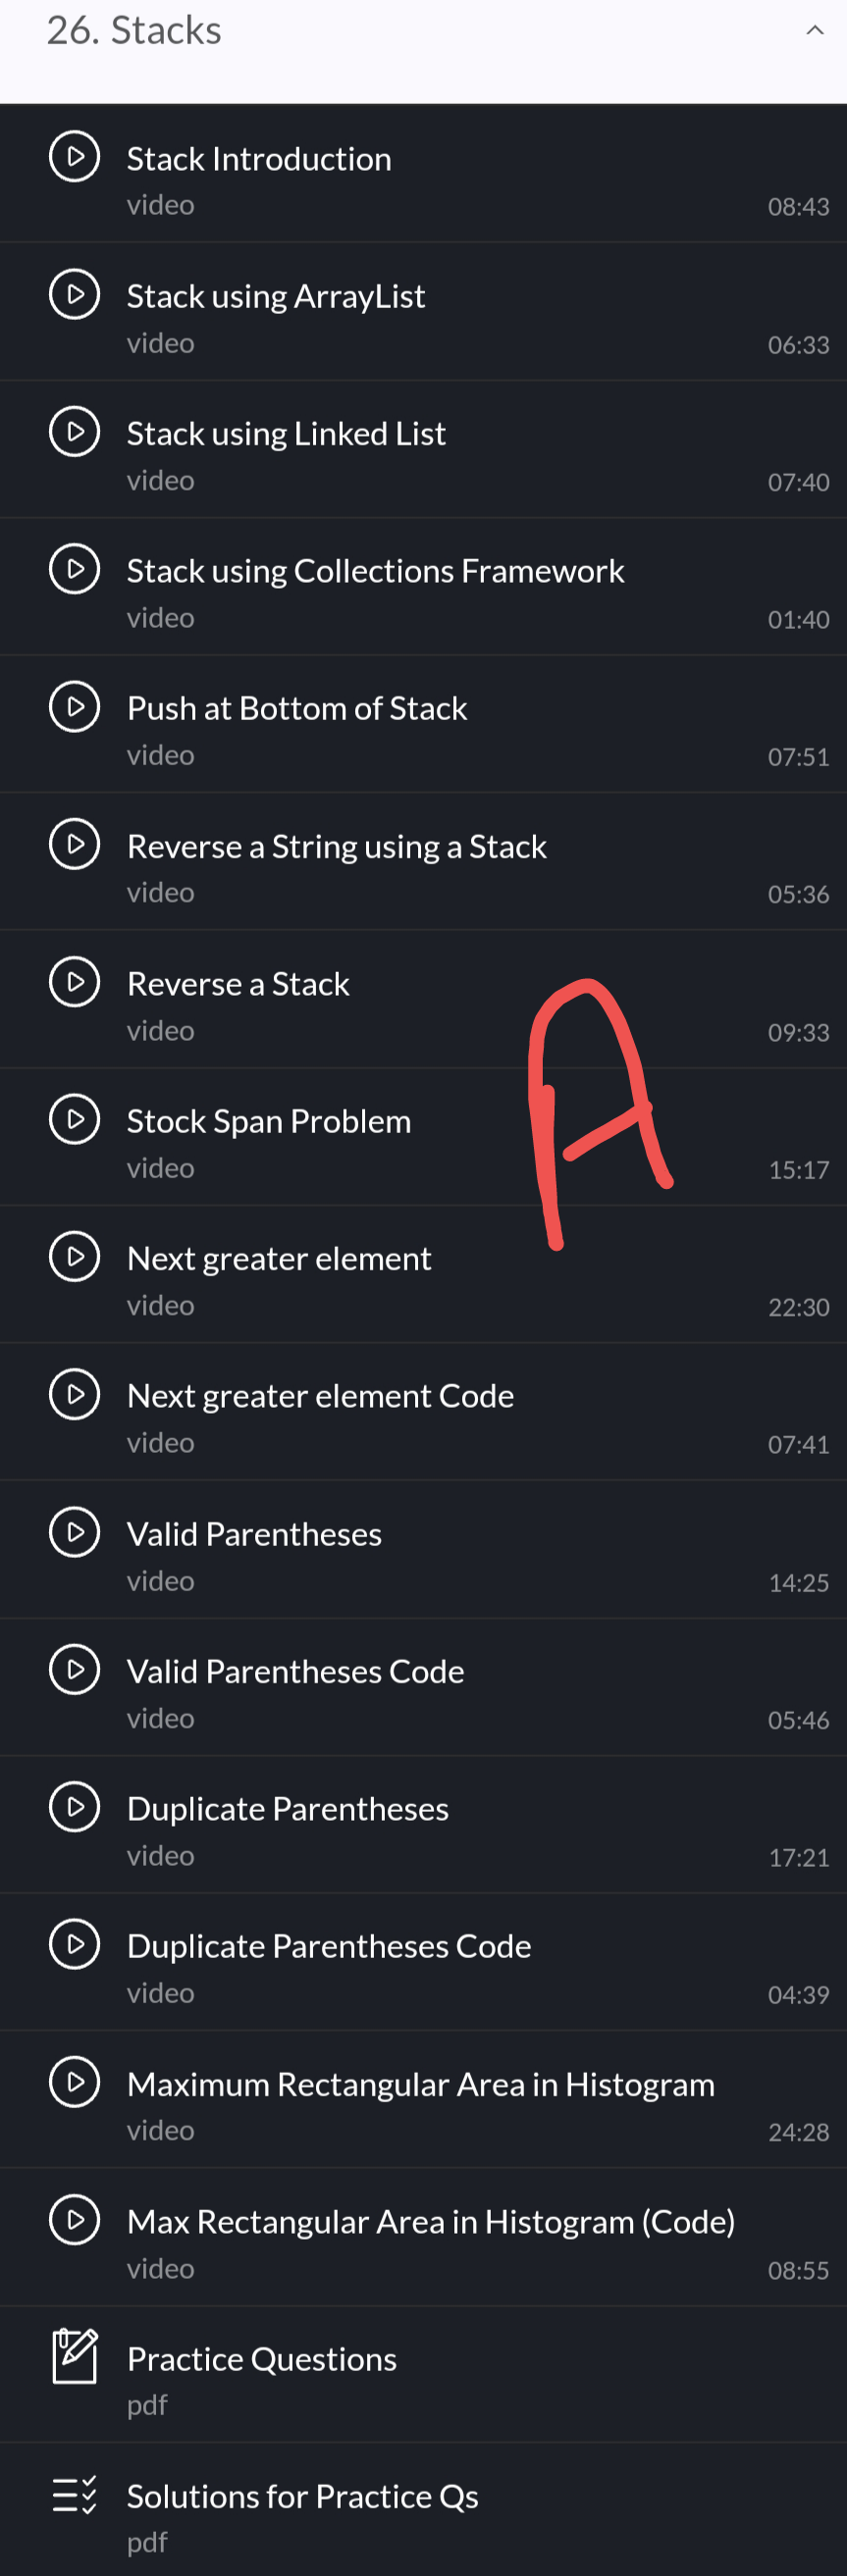 26. Stacks
Stack Introduction
video 08:43
Stack using ArrayList
video 06:33
Stack using Linked List
video 07:40
Stack using Collections Framework
video 01:40
Push at Bottom of Stack
video 07:51
Reverse a String using a Stack
video 05:36
Reverse a Stack
video 09:33
A
Stock Span Problem
video 15:17
Next greater element
video 22:30
Next greater element Code
video 07:41
Valid Parentheses
video 14:25
Valid Parentheses Code
video 05:46
Duplicate Parentheses
video 17:21
Duplicate Parentheses Code
video 04:39
Maximum Rectangular Area in Histogram
video 24:28
Max Rectangular Area in Histogram (Code)
video 08:55
Practice Questions
pdf
Solutions for Practice Qs
pdf